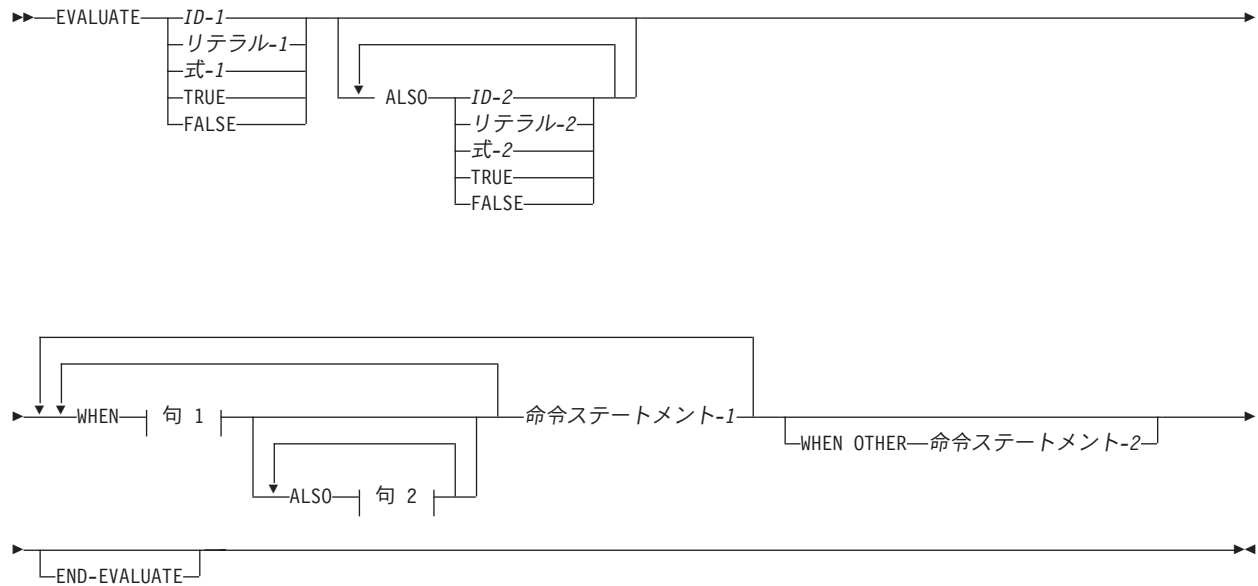 EVALUATE ID-1
リテラル-1
式-1
TRUE
FALSE
ALSO ID-2
リテラル-2
式-2
TRUE
FALSE
WHEN 句 1 命令ステートメント-1
WHEN OTHER 命令ステートメント-2
ALSO 句 2
END-EVALUATE